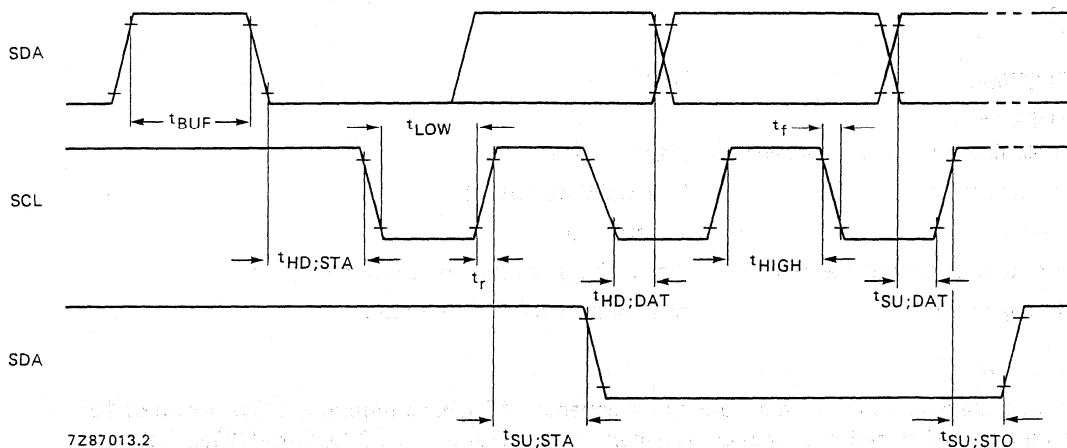 SDA
tBUF
tLOW
tf
SCL
tHD;STA
tr
tHD;DAT
tHIGH
tSU;DAT
SDA
tSU;STA
tSU;STO
7Z87013.2